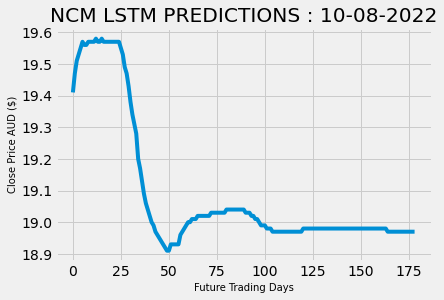 NCM LSTM PREDICTIONS : 10-08-2022
19.6
19.5
19.4
19.3
19.2
19.1
19.0
18.9
Close Price AUD ($)
0 25 50 75 100 125 150 175
Future Trading Days